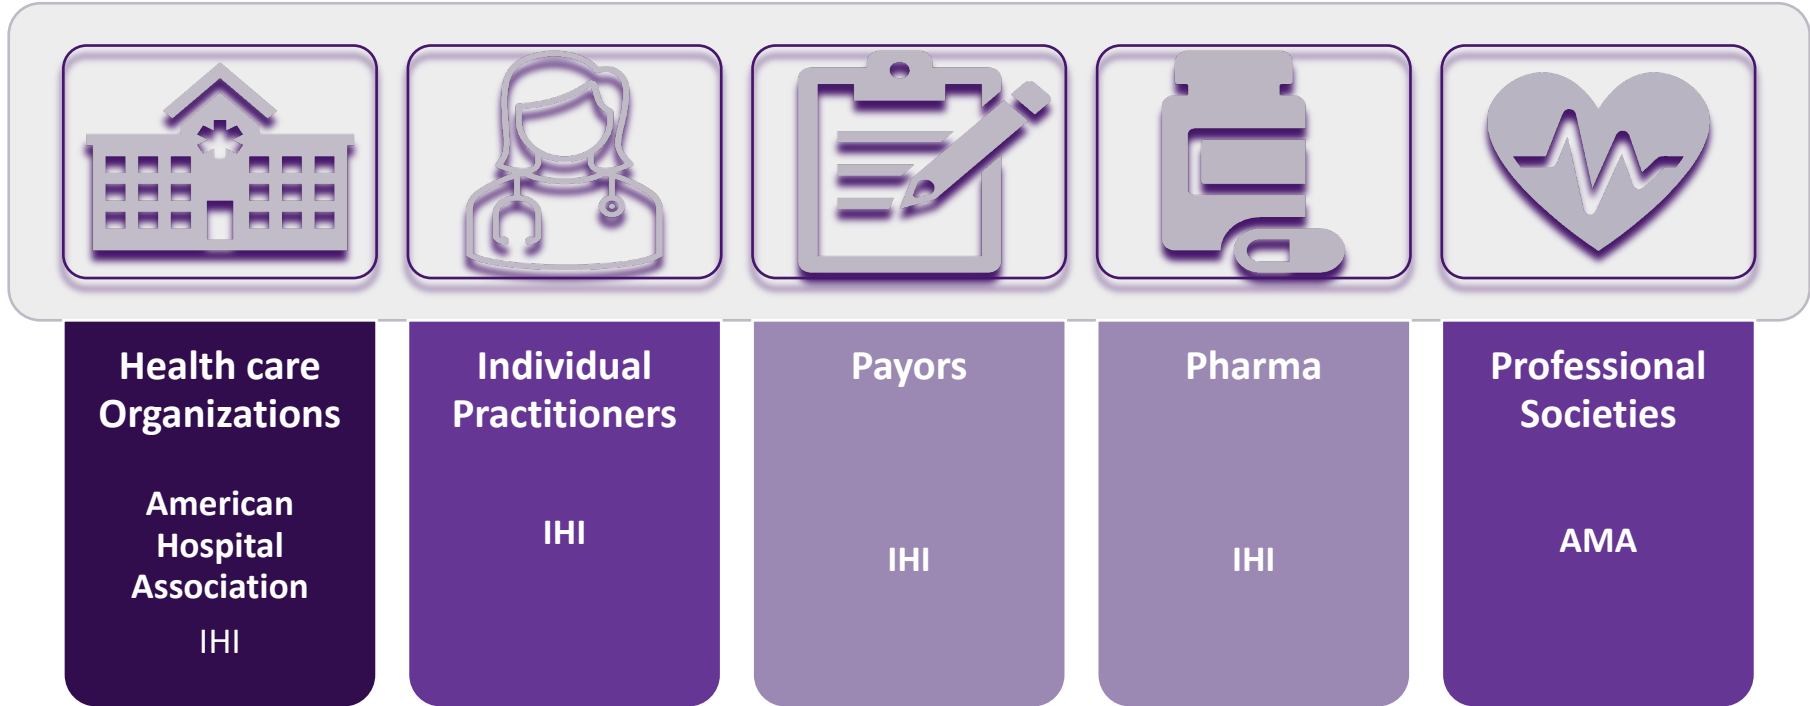 Health care
Organizations
American
Hospital
Association
IHI
Individual
Practitioners
IHI
Payors
IHI
Pharma
IHI
Professional
Societies
AMA